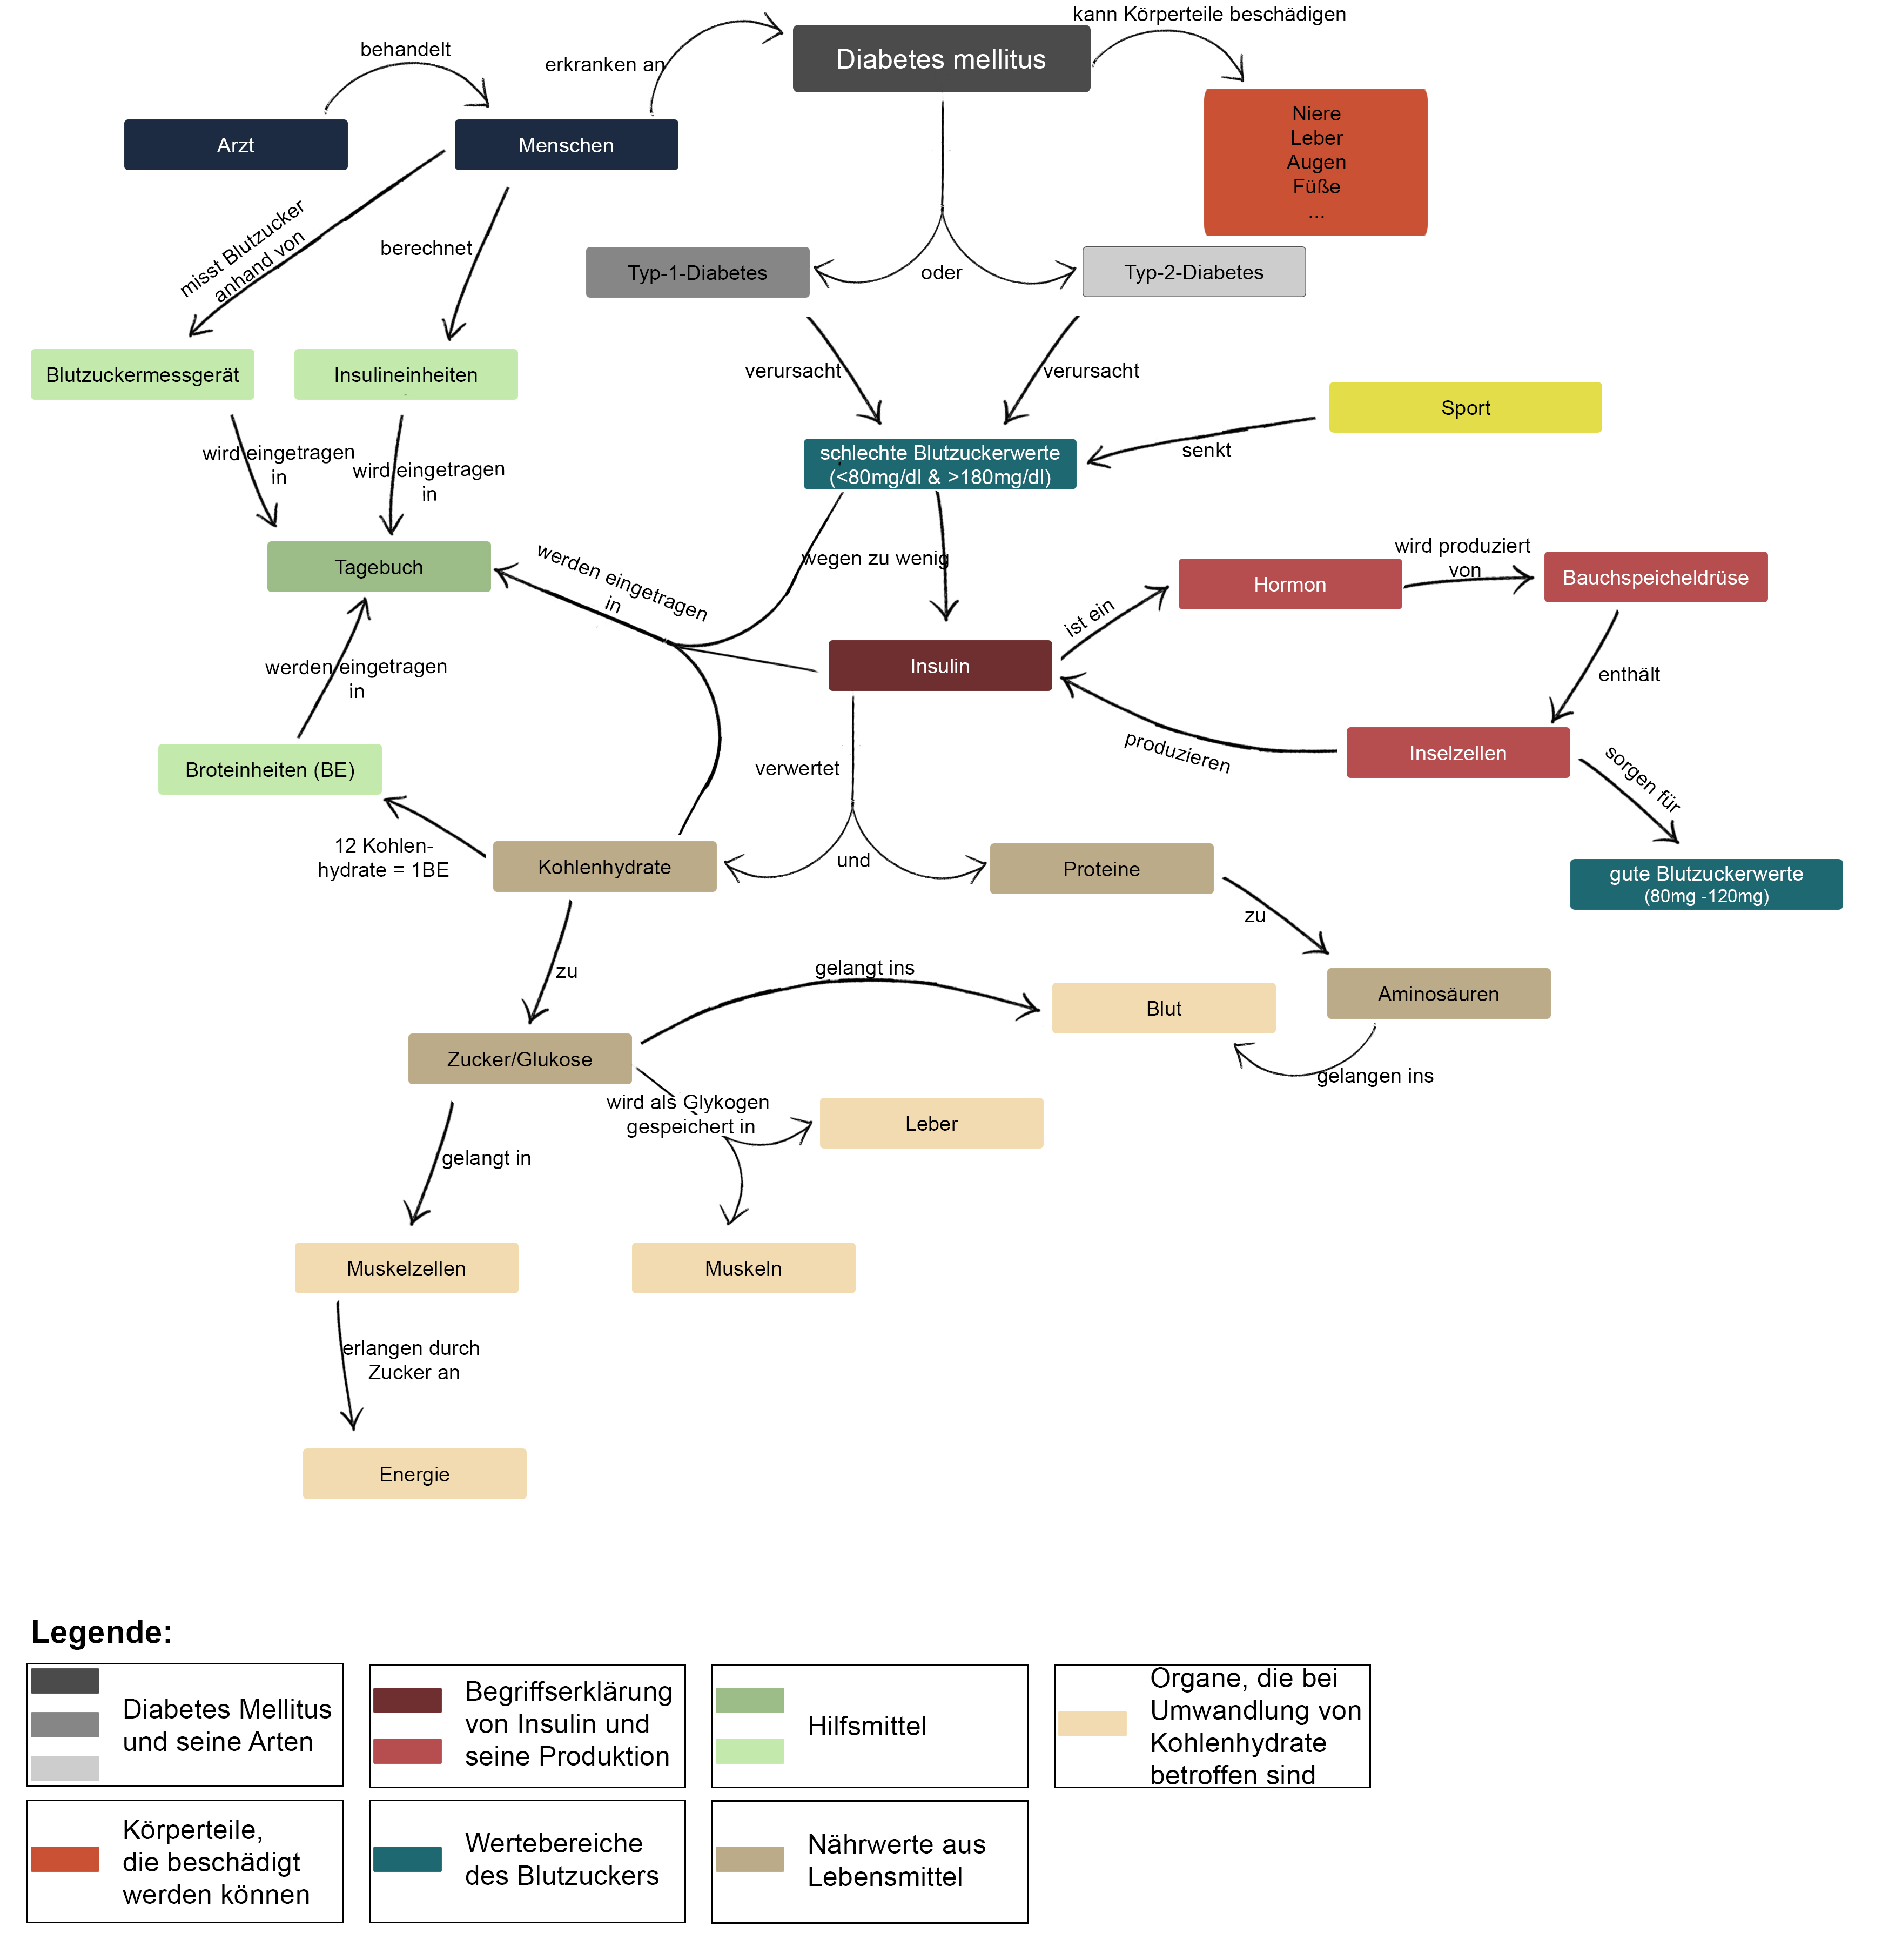 kann Körperteile beschädigen
behandelt
erkranken an
Diabetes mellitus
Arzt
Menschen
Niere
Leber
Augen
Füße
...
misst Blutzucker
anhand von
berechnet
Typ-1-Diabetes
oder
Typ-2-Diabetes
Blutzuckermessgerät
Insulineinheiten
verursacht
verursacht
Sport
senkt
wird eingetragen
in
wird eingetragen
in
schlechte Blutzuckerwerte
(<80mg/dl & >180mg/dl)
Tagebuch
werden eingetragen
in
wegen zu wenig
Hormon
wird produziert
von
Bauchspeicheldrüse
ist ein
Insulin
enthält
werden eingetragen
in
produzieren
Inselzellen
sorgen für
Broteinheiten (BE)
verwertet
12 Kohlen-
hydrate = 1BE
Kohlenhydrate
und
Proteine
gute Blutzuckerwerte
(80mg -120mg)
zu
zu
gelangt ins
Blut
Aminosäuren
Zucker/Glukose
gelangen ins
wird als Glykogen
gespeichert in
Leber
gelangt in
Muskelzellen
Muskeln
erlangen durch
Zucker an
Energie
Legende:
Diabetes Mellitus
und seine Arten
Begriffserklärung
von Insulin und
seine Produktion
Hilfsmittel
Organe, die bei
Umwandlung von
Kohlenhydrate
betroffen sind
Körperteile,
die beschädigt
werden können
Wertebereiche
des Blutzuckers
Nährwerte aus
Lebensmittel